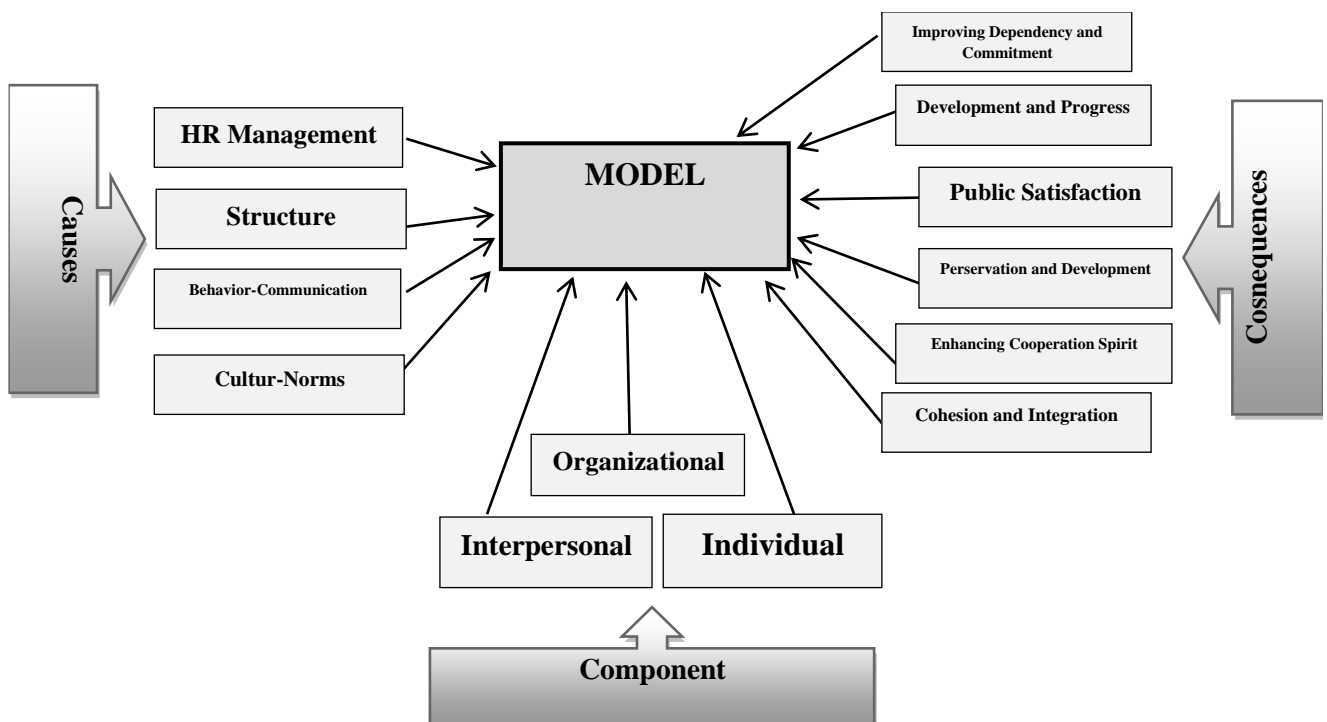 Improving Dependency and
Commitment
Development and Progress
HR Management
MODEL
Public Satisfaction
Structure
Causes
Cosnequences
Perservation and Development
Behavior-Communication
Enhancing Cooperation Spirit
Cultur-Norms
Cohesion and Integration
Organizational
Interpersonal
Individual
Component